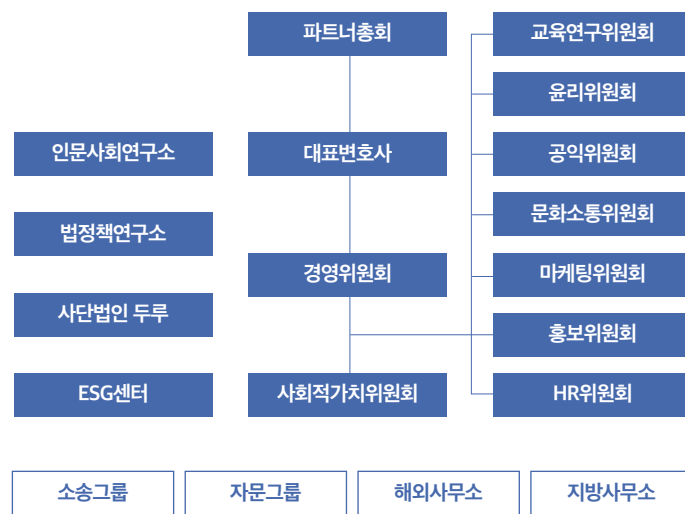 파트너총회
교육연구위원회
윤리위원회
인문사회연구소
대표변호사
공익위원회
법정책연구소
문화소통위원회
경영위원회
마케팅위원회
사단법인 두루
홍보위원회
ESG센터
사회적가치위원회
HR위원회
소송그룹
자문그룹
해외사무소
지방사무소